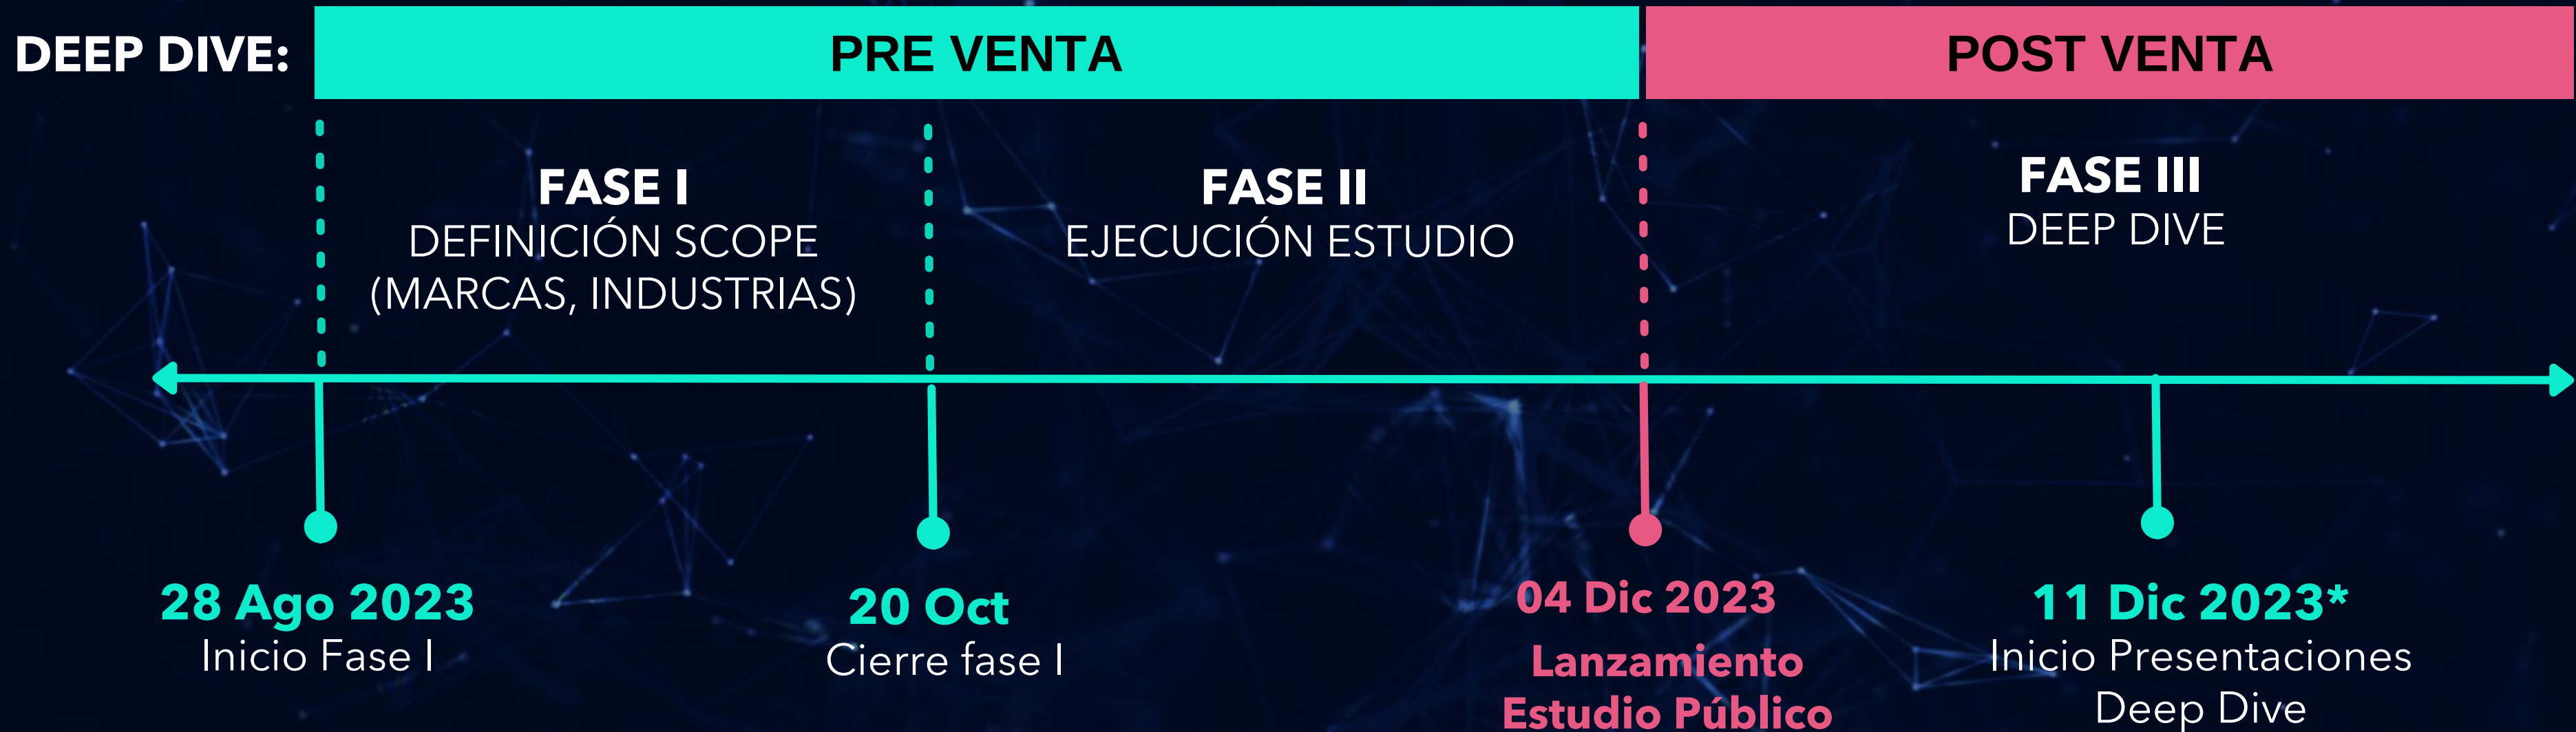 DEEP DIVE:
PRE VENTA
POST VENTA
FASE I
DEFINICIÓN SCOPE
(MARCAS, INDUSTRIAS)
FASE II
EJECUCIÓN ESTUDIO
FASE III
DEEP DIVE
28 Ago 2023
Inicio Fase I
20 Oct
Cierre fase I
04 Dic 2023
Lanzamiento
Estudio Público
11 Dic 2023*
Inicio Presentaciones
Deep Dive